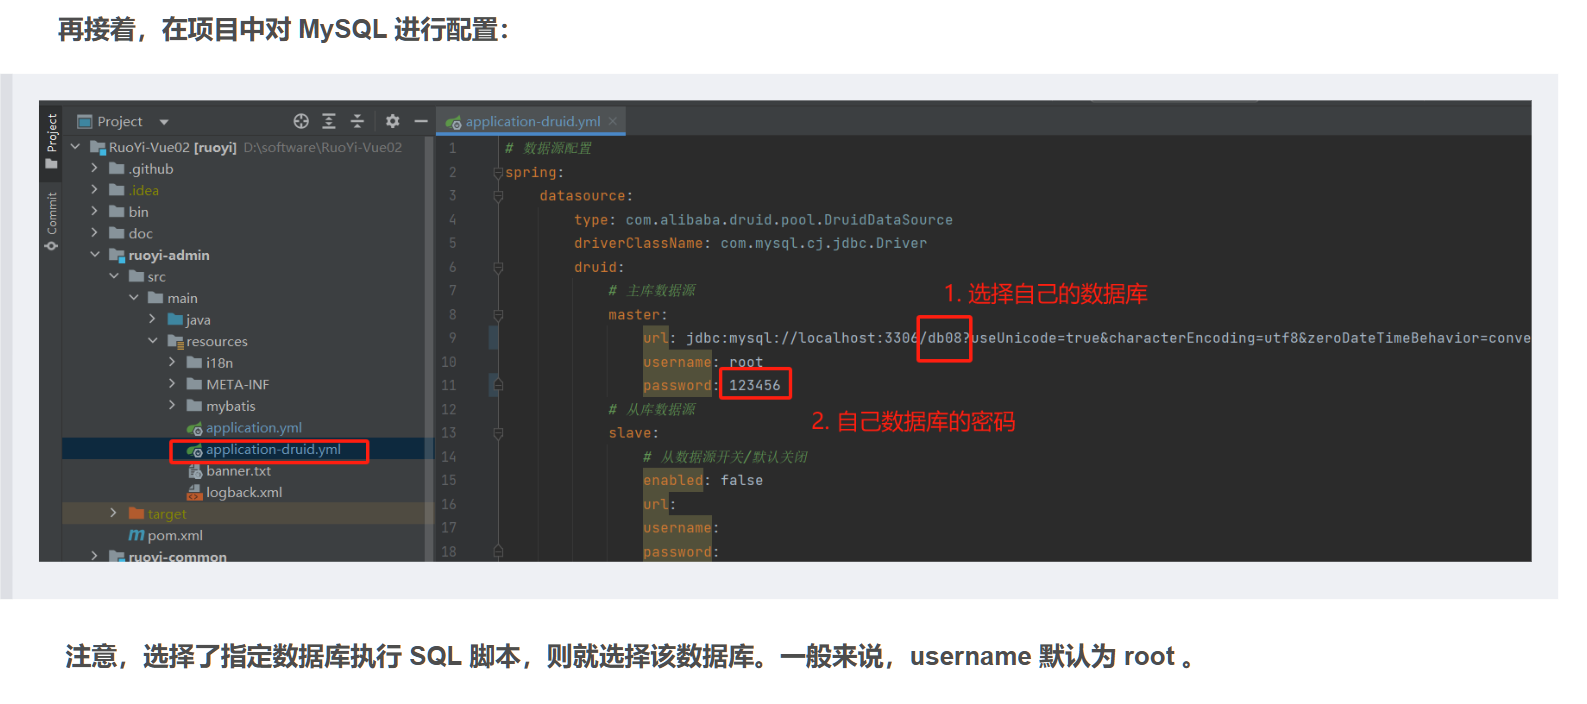 再接着，在项目中对 MySQL 进行配置：
Project
Commit
Project
RuoYi-Vue02 [ruoyi] D:\software\RuoYi-Vue02
.github
.idea
bin
doc
ruoyi-admin
src
main
java
resources
i18n
META-INF
mybatis
application.yml
application-druid.yml
banner.txt
logback.xml
target
pom.xml
ruoyi-common
application-druid.yml
1 # 数据源配置
2 spring:
3 datasource:
4 type: com.alibaba.druid.pool.DruidDataSource
5 driverClassName: com.mysql.cj.jdbc.Driver
6 druid:
7 # 主库数据源
8 master:
9 url: jdbc:mysql://localhost:3306/db08?useUnicode=true&characterEncoding=utf8&zeroDateTimeBehavior=conve
10 username: root
11 password: 123456
12 # 从库数据源
13 slave:
14 # 从数据源开关/默认关闭
15 enabled: false
16 url:
17 username:
18 password:
1. 选择自己的数据库
2. 自己数据库的密码
注意，选择了指定数据库执行 SQL 脚本，则就选择该数据库。一般来说，username 默认为 root 。